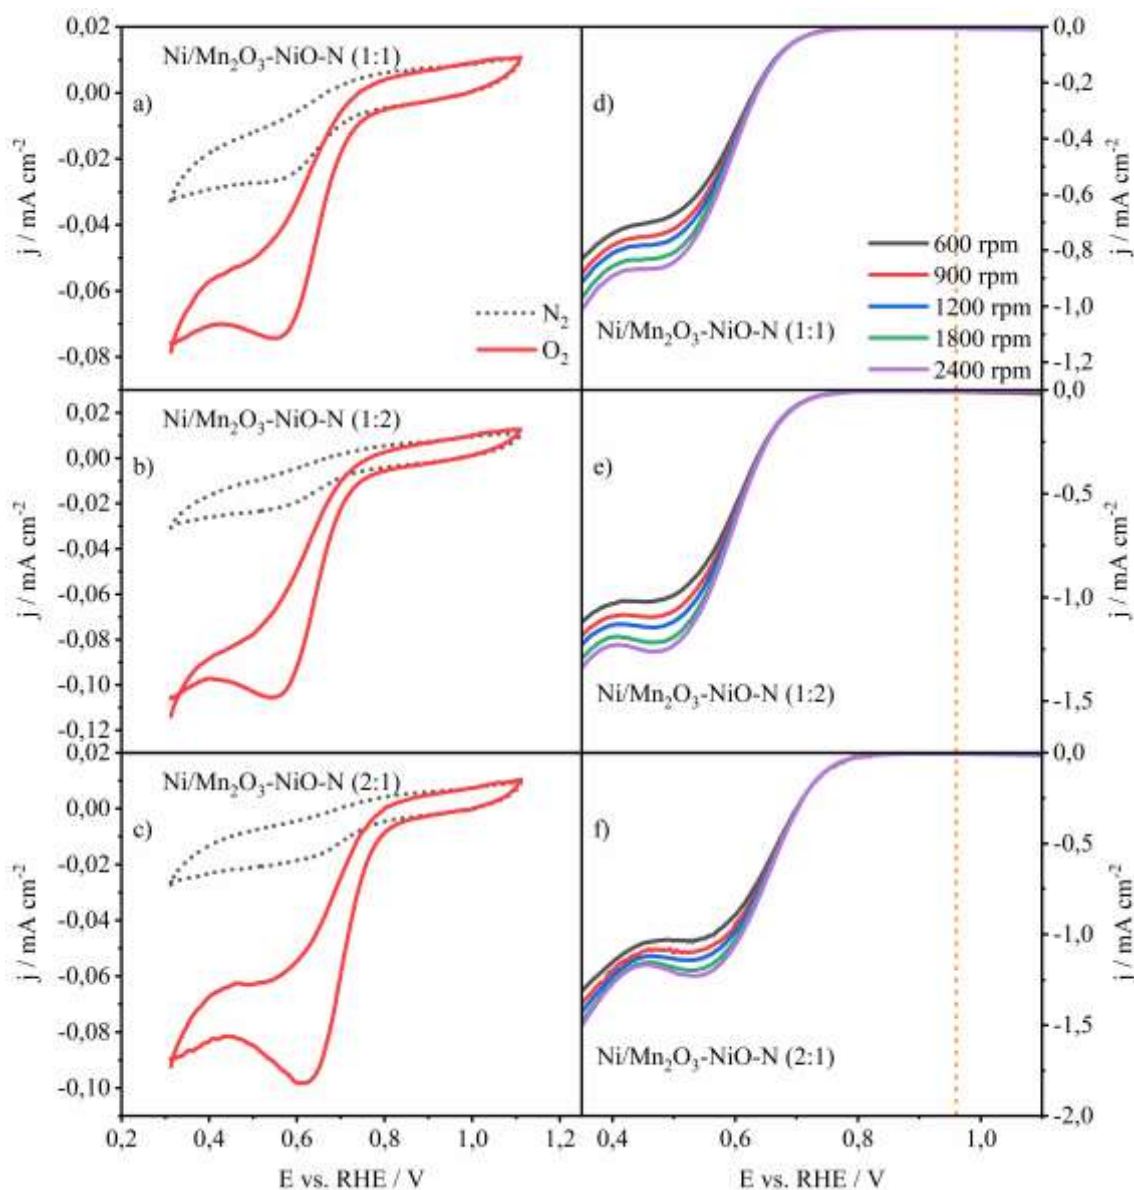 0,02
0,00
-0,02
-0,04
-0,06
-0,08
j / mA cm-2
Ni/Mn2O3-NiO-N (1:1)
a)
N2
O2
d)
600 rpm
900 rpm
1200 rpm
1800 rpm
2400 rpm
Ni/Mn2O3-NiO-N (1:1)
0,0
-0,2
-0,4
-0,6
-0,8
-1,0
-1,2
j / mA cm-2
0,02
0,00
-0,02
-0,04
-0,06
-0,08
-0,10
-0,12
j / mA cm-2
Ni/Mn2O3-NiO-N (1:2)
b)
e)
Ni/Mn2O3-NiO-N (1:2)
0,0
-0,5
-1,0
-1,5
j / mA cm-2
0,02
0,00
-0,02
-0,04
-0,06
-0,08
-0,10
j / mA cm-2
Ni/Mn2O3-NiO-N (2:1)
c)
f)
Ni/Mn2O3-NiO-N (2:1)
0,0
-0,5
-1,0
-1,5
-2,0
j / mA cm-2
0,2 0,4 0,6 0,8 1,0 1,2
E vs. RHE / V
0,4 0,6 0,8 1,0
E vs. RHE / V